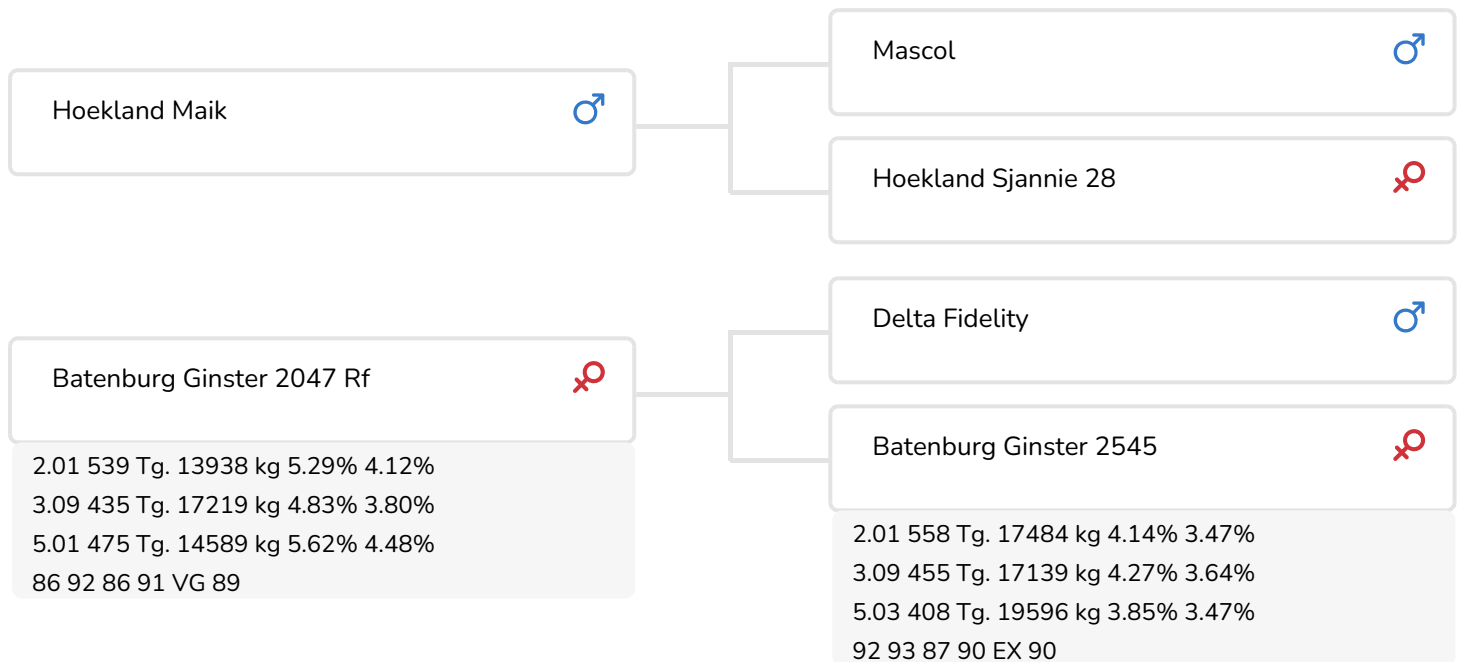 Hoekland Maik
Mascol
Hoekland Sjannie 28
Batenburg Ginster 2047 Rf
2.01 539 Tg. 13938 kg 5.29% 4.12%
3.09 435 Tg. 17219 kg 4.83% 3.80%
5.01 475 Tg. 14589 kg 5.62% 4.48%
86 92 86 91 VG 89
Delta Fidelity
Batenburg Ginster 2545
2.01 558 Tg. 17484 kg 4.14% 3.47%
3.09 455 Tg. 17139 kg 4.27% 3.64%
5.03 408 Tg. 19596 kg 3.85% 3.47%
92 93 87 90 EX 90